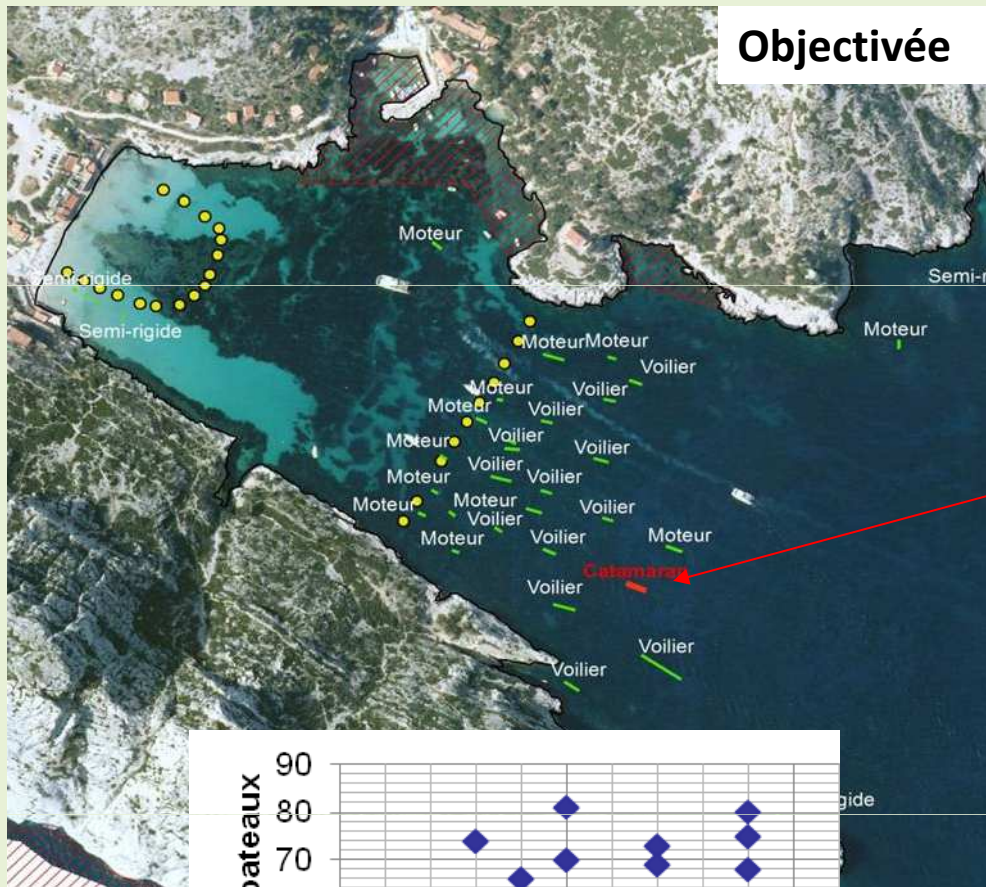 Objectivée
Moteur
Semi-rigide
Semi-r
Semi-rigide
Moteur
Moteur
Moteur
Voilier
Moteur
Voilier
Moteur
Voilier
Moteur
Voilier
Voilier
Voilier
Moteur
Voilier
Moteur
Moteur
Voilier
Voilier
Moteur
Voilier
Moteur
Catamaran
Voilier
Voilier
Voilier
gide
90
80
70
bateaux